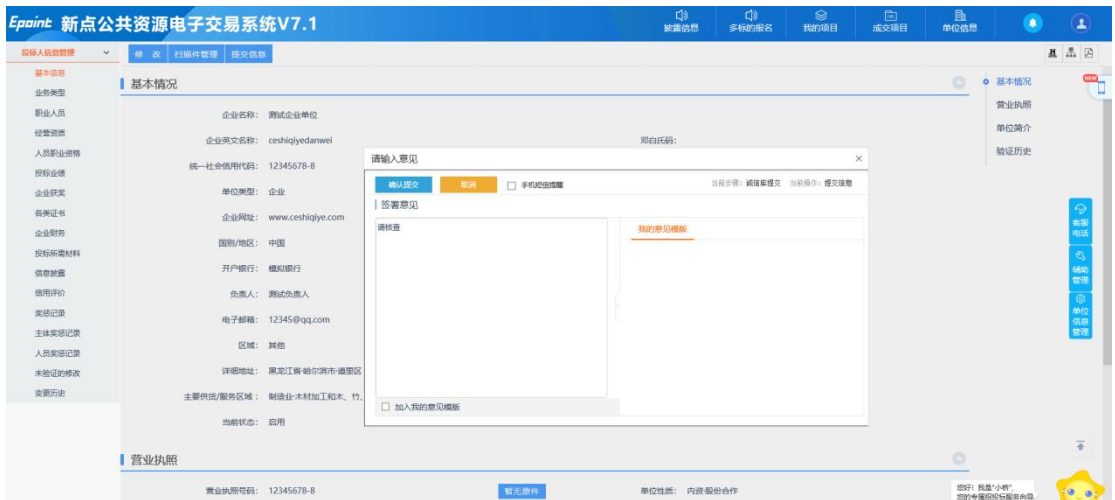 Epoint 新点公共资源电子交易系统V7.1
披露信息 多标的报名 我的项目 成交项目 单位信息
投标人信息管理
修 改 扫描件管理 提交信息
基本信息
业务类型
职业人员
经营资质
人员职业资格
投标业绩
企业获奖
各类证书
企业财务
投标所需材料
信息披露
信用评价
奖惩记录
主体奖惩记录
人员奖惩记录
未验证的修改
变更历史
基本情况
企业名称： 测试企业单位
企业英文名称： ceshiqiyedanwei
邓白氏码：
统一社会信用代码： 12345678-8
单位类型： 企业
企业网址： www.ceshiqiye.com
国别/地区： 中国
开户银行： 模拟银行
负责人： 测试负责人
电子邮箱： 12345@qq.com
区域： 其他
详细地址： 黑龙江省·哈尔滨市·道里区
主要供货/服务区域： 制造业·木材加工和木、竹、
当前状态： 启用
请输入意见 ×
确认提交 取消 手机短信提醒 当前步骤：诚信库提交 当前操作：提交信息
签署意见
请核查
我的意见模版
加入我的意见模版
营业执照
营业执照号码： 12345678-8 暂无原件 单位性质： 内资·股份合作
基本情况
营业执照
单位简介
验证历史
NEW
客服
电话
辅助
管理
单位
信息
管理
您好！我是“小桥”，
您的专属招投标服务向导